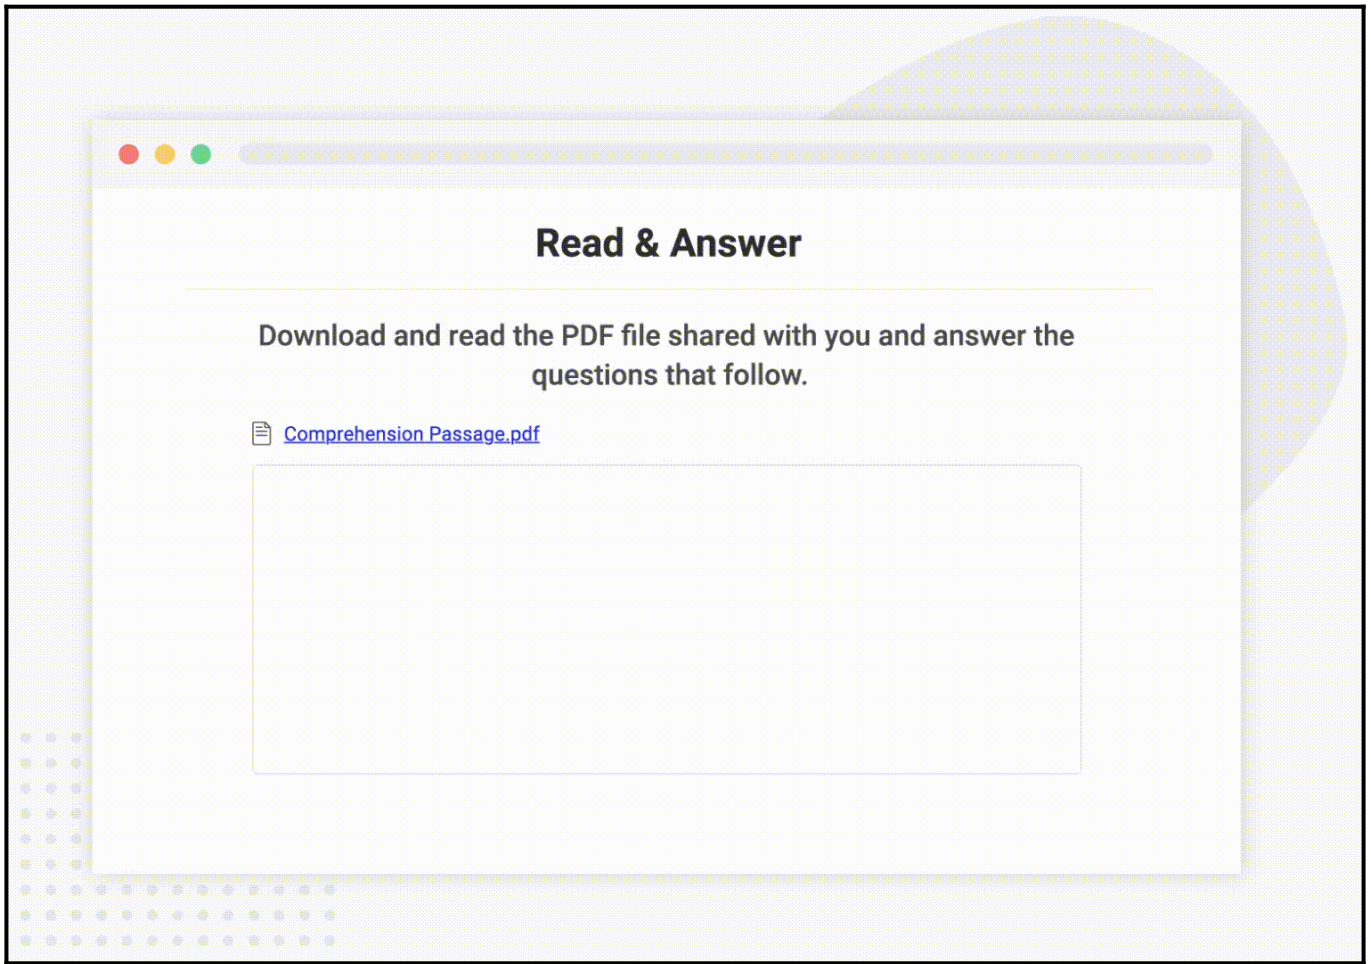 Read & Answer
Download and read the PDF file shared with you and answer the
questions that follow.
Comprehension Passage.pdf